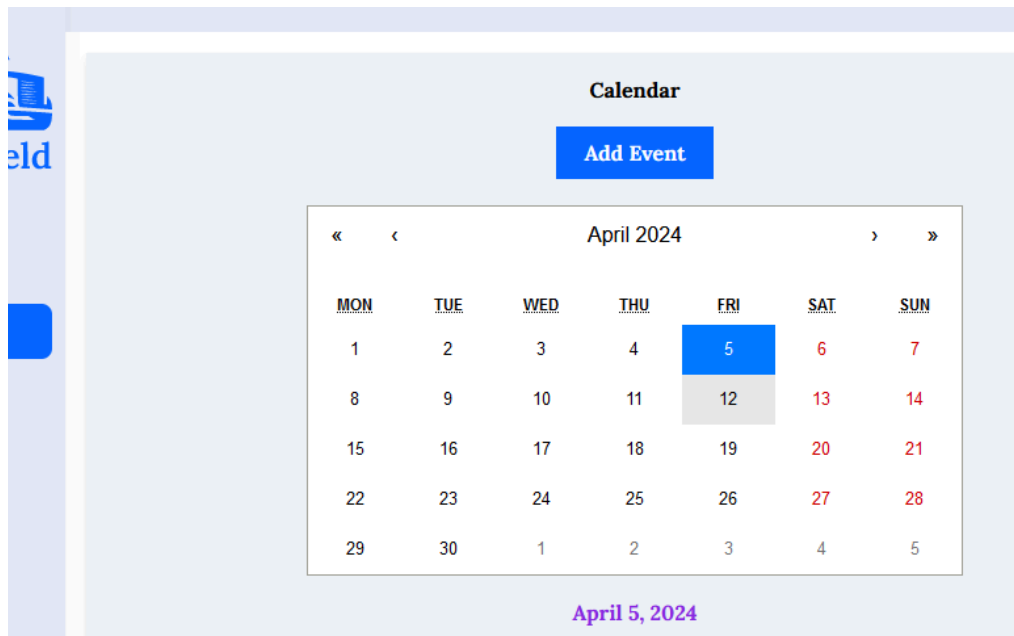 Calendar
eld
Add Event
« ‹ April 2024 › »
MON TUE WED THU FRI SAT SUN
1 2 3 4 5 6 7
8 9 10 11 12 13 14
15 16 17 18 19 20 21
22 23 24 25 26 27 28
29 30 1 2 3 4 5
April 5, 2024